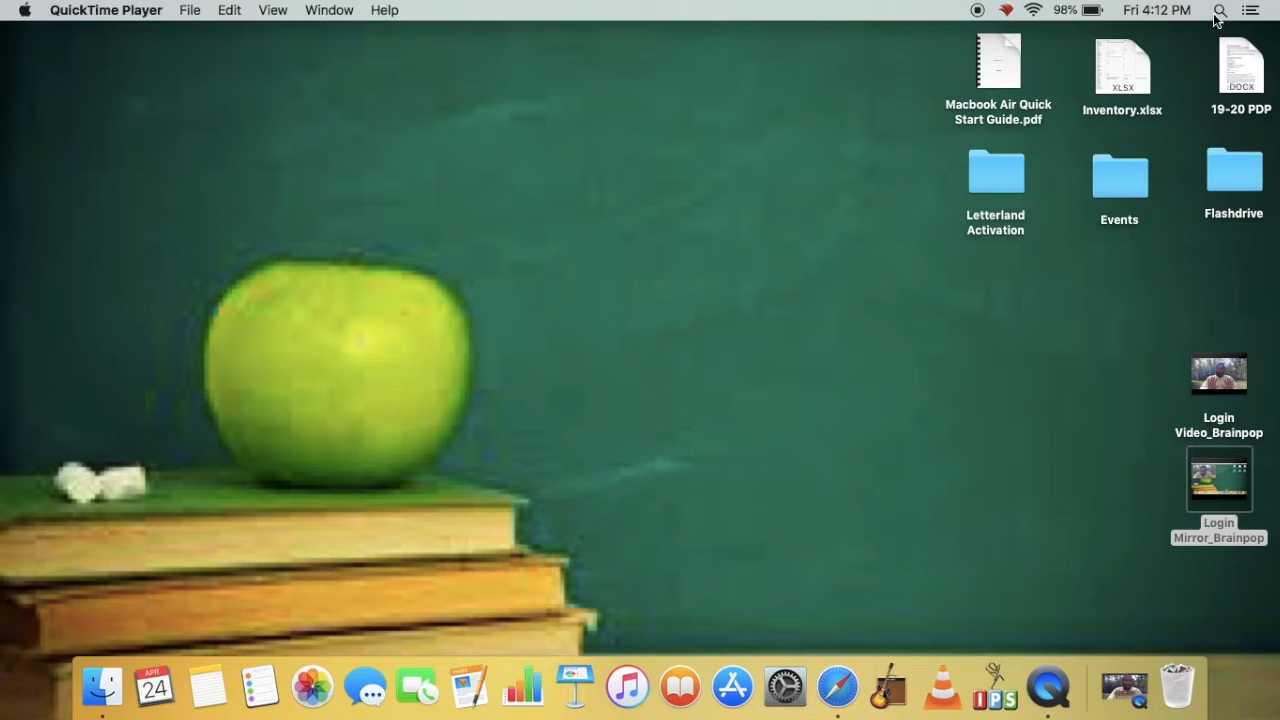 QuickTime Player File Edit View Window Help 98% Fri 4:12 PM
Macbook Air Quick
Start Guide.pdf
XLSX
Inventory.xlsx
DOCX
19-20 PDP
Letterland
Activation
Events
Flashdrive
Login
Video_Brainpop
Login
Mirror_Brainpop
APR
24
IPS